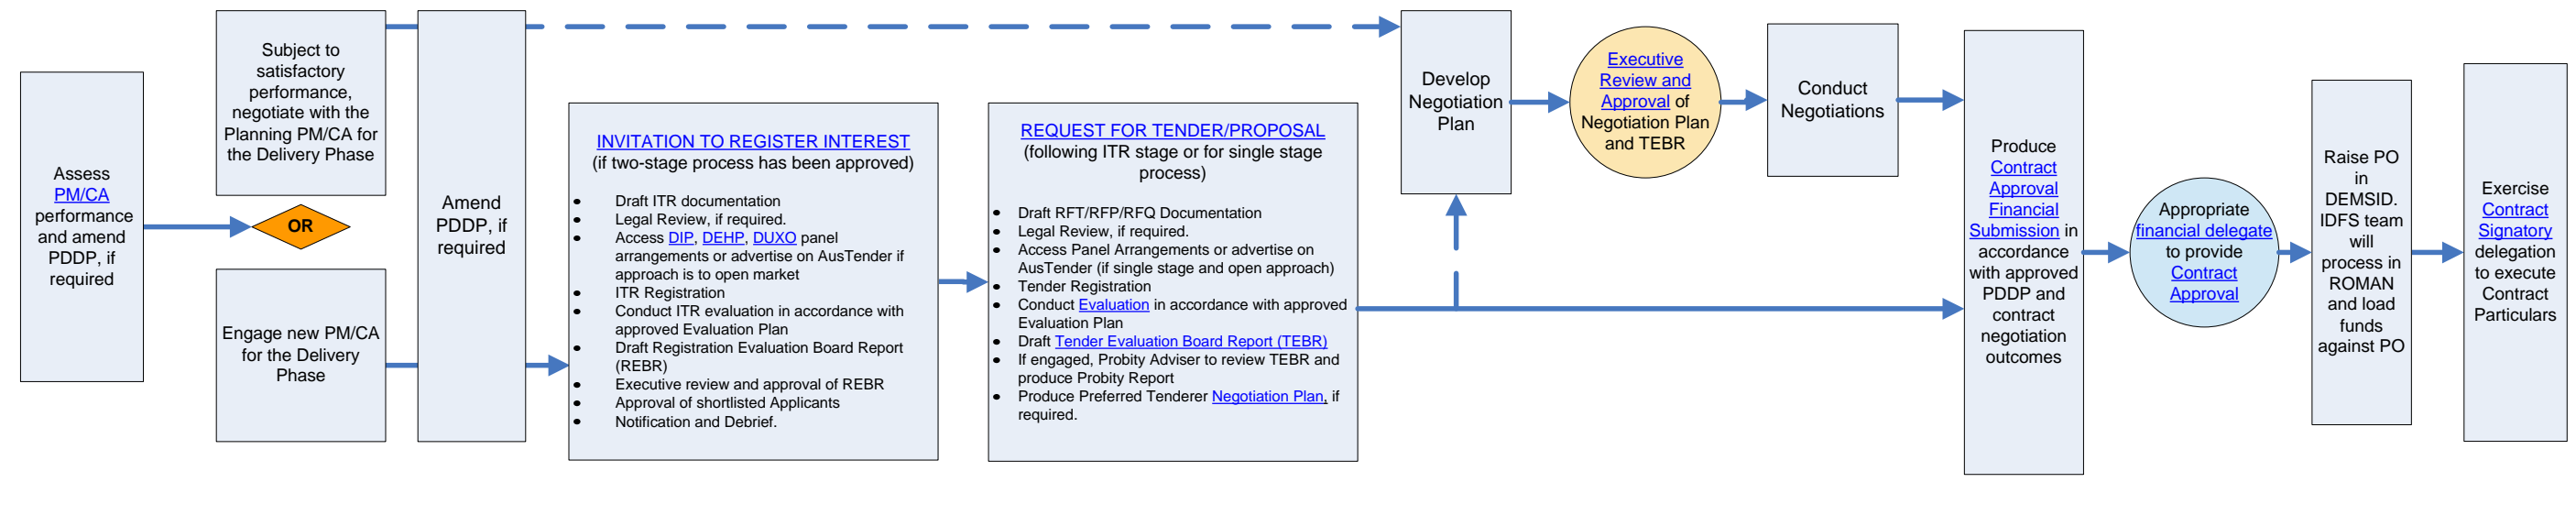 Assess
PM/CA
performance
and amend
PDDP, if
required
Subject to
satisfactory
performance,
negotiate with the
Planning PM/CA for
the Delivery Phase
OR
Engage new PM/CA
for the Delivery
Phase
Amend
PDDP, if
required
INVITATION TO REGISTER INTEREST
(if two-stage process has been approved)
• Draft ITR documentation
• Legal Review, if required.
• Access DIP, DEHP, DUXO panel
arrangements or advertise on AusTender if
approach is to open market
• ITR Registration
• Conduct ITR evaluation in accordance with
approved Evaluation Plan
• Draft Registration Evaluation Board Report
(REBR)
• Executive review and approval of REBR
• Approval of shortlisted Applicants
• Notification and Debrief.
REQUEST FOR TENDER/PROPOSAL
(following ITR stage or for single stage
process)
• Draft RFT/RFP/RFQ Documentation
• Legal Review, if required.
• Access Panel Arrangements or advertise on
AusTender (if single stage and open approach)
• Tender Registration
• Conduct Evaluation in accordance with approved
Evaluation Plan
• Draft Tender Evaluation Board Report (TEBR)
• If engaged, Probity Adviser to review TEBR and
produce Probity Report
• Produce Preferred Tenderer Negotiation Plan, if
required.
Develop
Negotiation
Plan
Executive
Review and
Approval of
Negotiation Plan
and TEBR
Conduct
Negotiations
Produce
Contract
Approval
Financial
Submission in
accordance
with approved
PDDP and
contract
negotiation
outcomes
Appropriate
financial delegate
to provide
Contract
Approval
Raise PO
in
DEMSID.
IDFS team
will
process in
ROMAN
and load
funds
against PO
Exercise
Contract
Signatory
delegation
to execute
Contract
Particulars